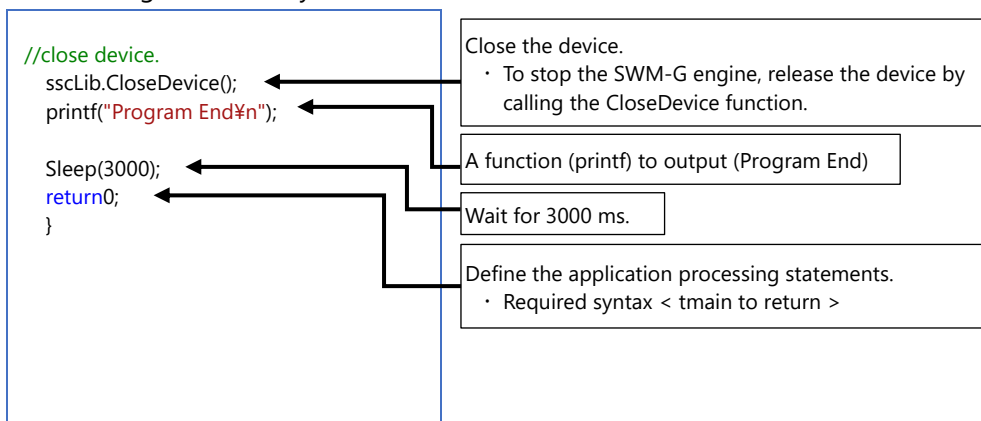 //close device.
sscLib.CloseDevice();
printf("Program End¥n");
Sleep(3000);
return0;
}
Close the device.
・ To stop the SWM-G engine, release the device by
calling the CloseDevice function.
A function (printf) to output (Program End)
Wait for 3000 ms.
Define the application processing statements.
・ Required syntax < tmain to return >